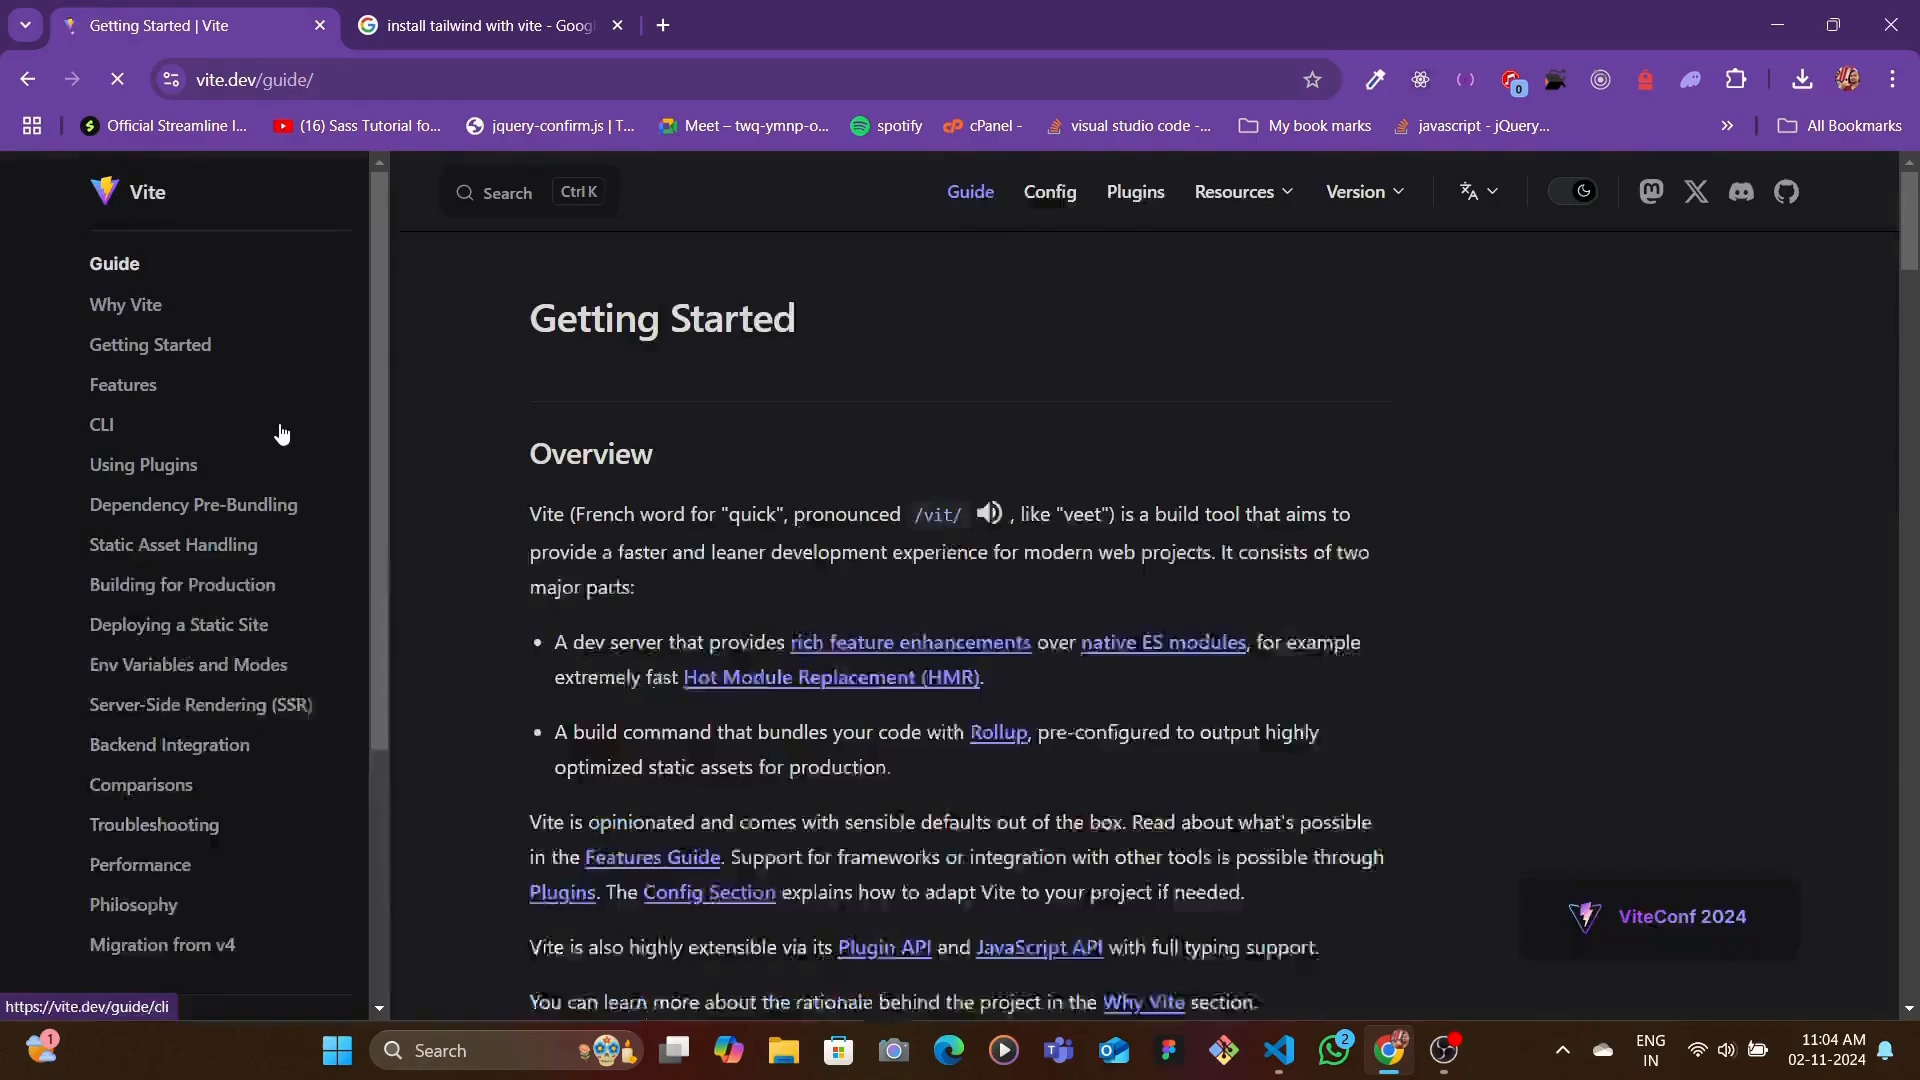 Getting Started | Vite
install tailwind with vite - Goog
vite.dev/guide/
0
Official Streamline I...
(16) Sass Tutorial fo...
jquery-confirm.js | T...
Meet – twq-ymnp-o...
spotify
cPanel -
visual studio code -...
My book marks
javascript - jQuery...
All Bookmarks
Vite
Search
Ctrl K
Guide
Config
Plugins
Resources
Version
Guide
Why Vite
Getting Started
Features
CLI
Using Plugins
Dependency Pre-Bundling
Static Asset Handling
Building for Production
Deploying a Static Site
Env Variables and Modes
Server-Side Rendering (SSR)
Backend Integration
Comparisons
Troubleshooting
Performance
Philosophy
Migration from v4
Getting Started
Overview
Vite (French word for "quick", pronounced /vit/ , like "veet") is a build tool that aims to
provide a faster and leaner development experience for modern web projects. It consists of two
major parts:
• A dev server that provides rich feature enhancements over native ES modules, for example
extremely fast Hot Module Replacement (HMR).
• A build command that bundles your code with Rollup, pre-configured to output highly
optimized static assets for production.
Vite is opinionated and comes with sensible defaults out of the box. Read about what's possible
in the Features Guide. Support for frameworks or integration with other tools is possible through
Plugins. The Config Section explains how to adapt Vite to your project if needed.
Vite is also highly extensible via its Plugin API and JavaScript API with full typing support.
You can learn more about the rationale behind the project in the Why Vite section.
ViteConf 2024
https://vite.dev/guide/cli
1
Search
2
ENG
IN
11:04 AM
02-11-2024